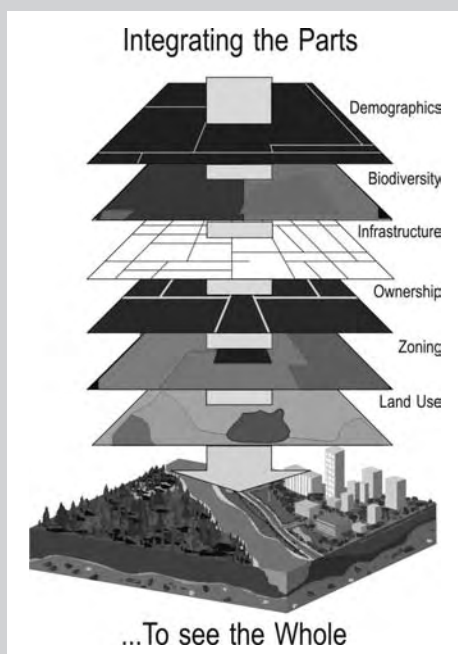 Integrating the Parts
Demographics
Biodiversity
Infrastructure
Ownership
Zoning
Land Use
...To see the Whole